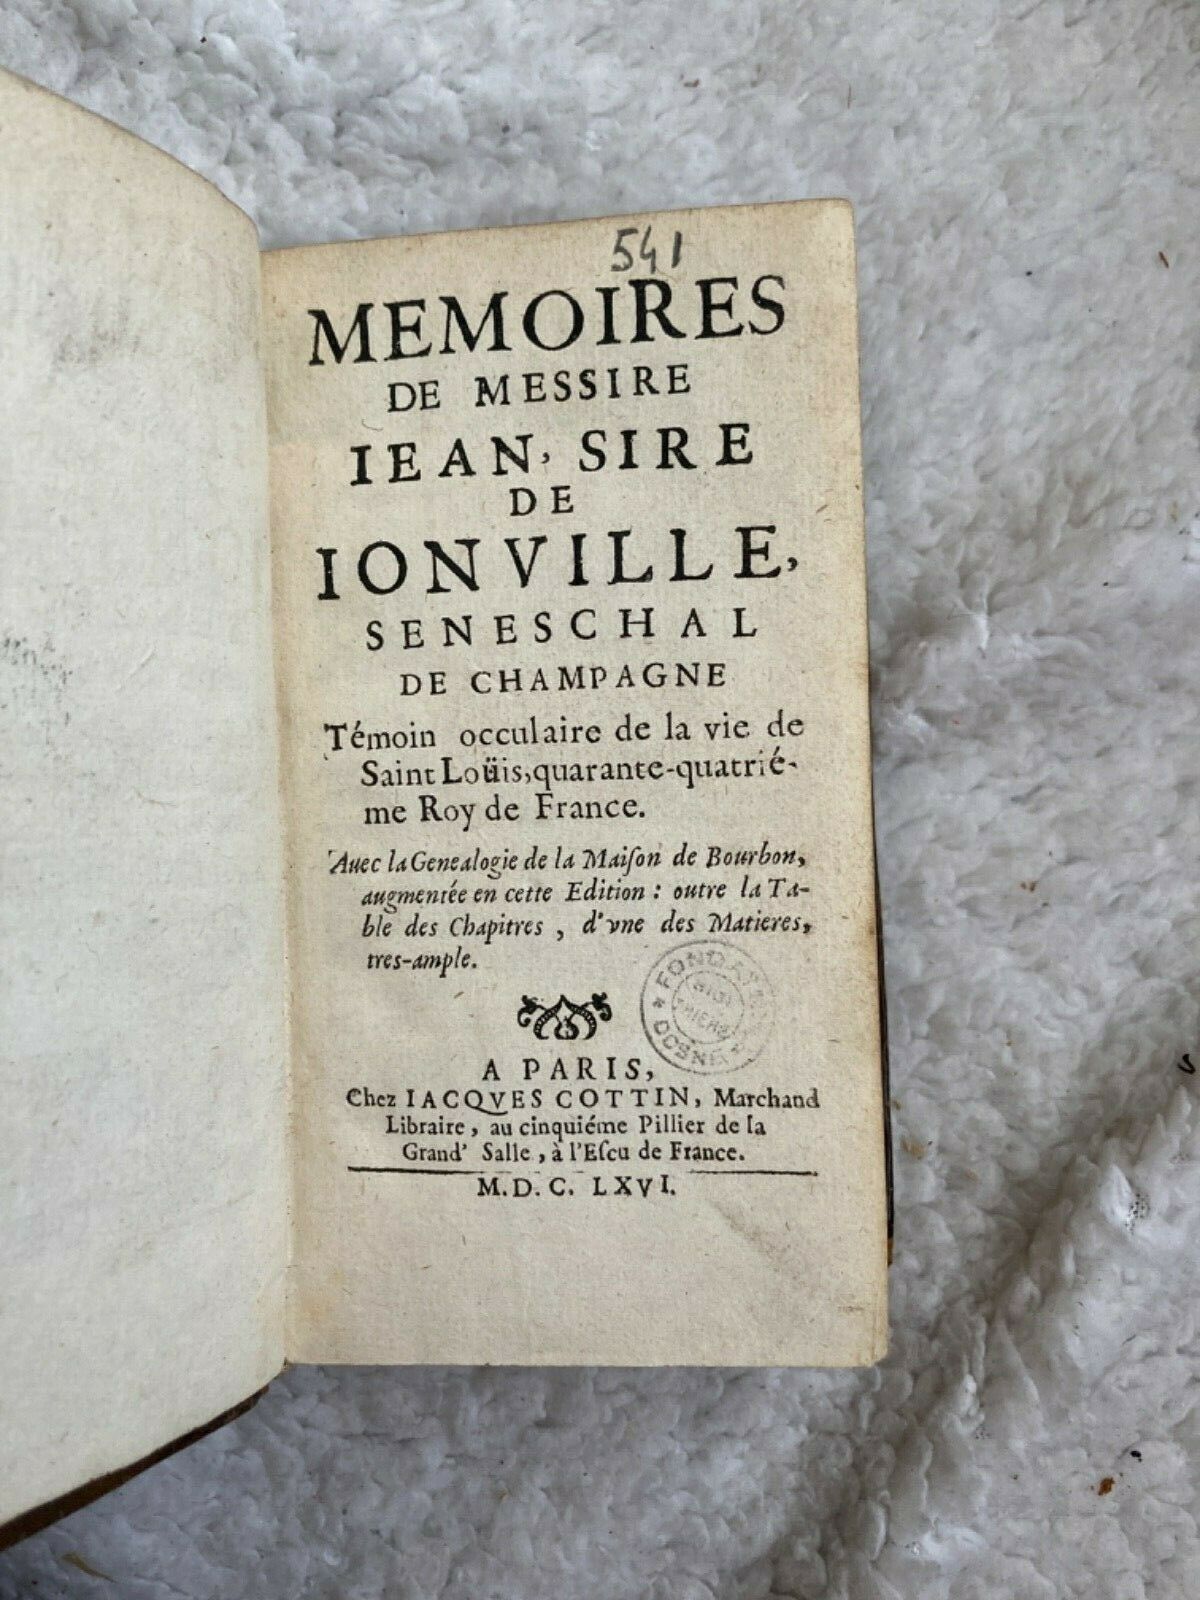 541
MEMOIRES
DE MESSIRE
IEAN, SIRE
DE
IONVILLE,
SENESCHAL
DE CHAMPAGNE
Témoin occulaire de la vie de
Saint Loüis, quarante-quatrié-
me Roy de France.
Auec la Genealogie de la Maiſon de Bourbon,
augmentée en cette Edition : outre la Ta-
ble des Chapitres, d'vne des Matieres,
tres-ample.
A PARIS,
Chez IACQVES COTTIN, Marchand
Libraire, au cinquiéme Pillier de la
Grand' Salle, à l'Eſcu de France.
M.D.C. LXVI.